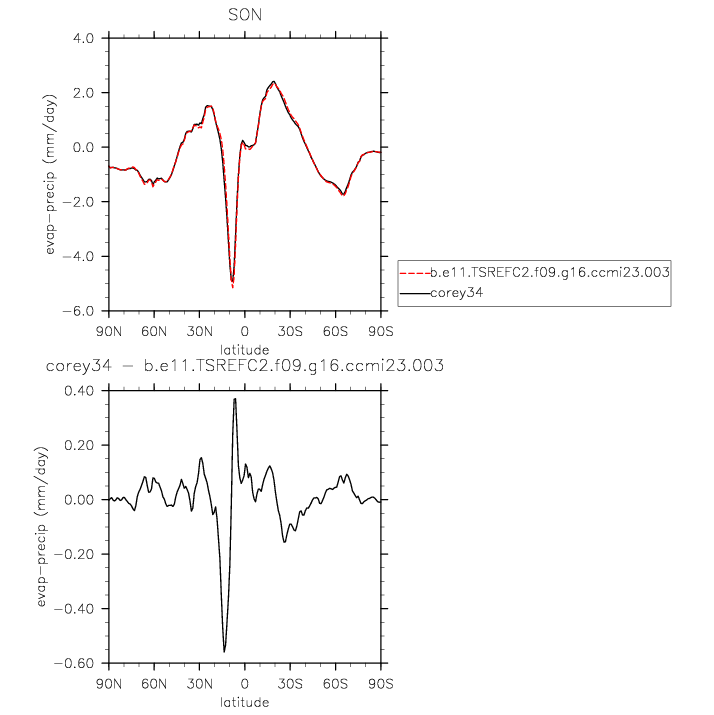 SON
4.0
2.0
0.0
-2.0
-4.0
-6.0
evap-precip (mm/day)
90N 60N 30N 0 30S 60S 90S
latitude
b.e11.TSREFC2.f09.g16.ccmi23.003
corey34
corey34 - b.e11.TSREFC2.f09.g16.ccmi23.003
0.40
0.20
0.00
-0.20
-0.40
-0.60
evap-precip (mm/day)
90N 60N 30N 0 30S 60S 90S
latitude